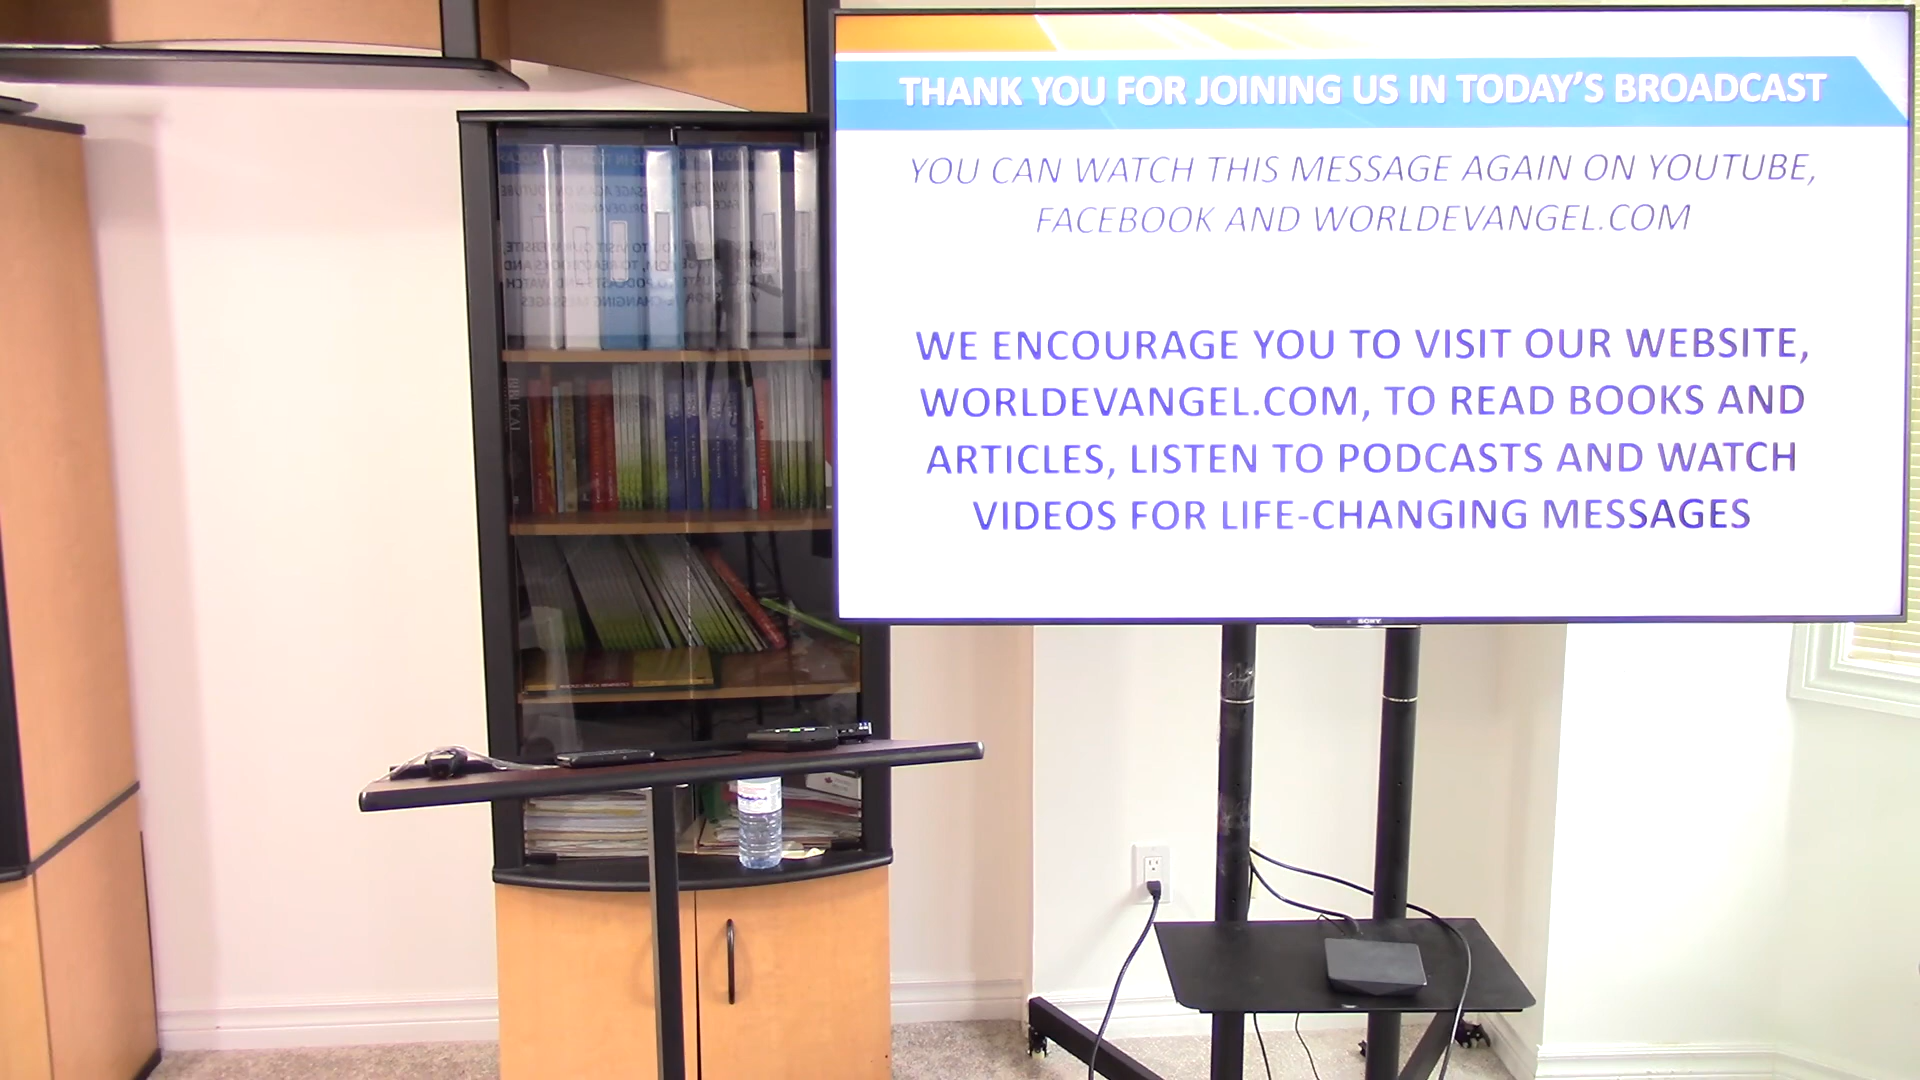 THANK YOU FOR JOINING US IN TODAY'S BROADCAST
YOU CAN WATCH THIS MESSAGE AGAIN ON YOUTUBE,
FACEBOOK AND WORLDEVANGEL.COM
WE ENCOURAGE YOU TO VISIT OUR WEBSITE,
WORLDEVANGEL.COM, TO READ BOOKS AND
ARTICLES, LISTEN TO PODCASTS AND WATCH
VIDEOS FOR LIFE-CHANGING MESSAGES
SONY
BIBLICAL